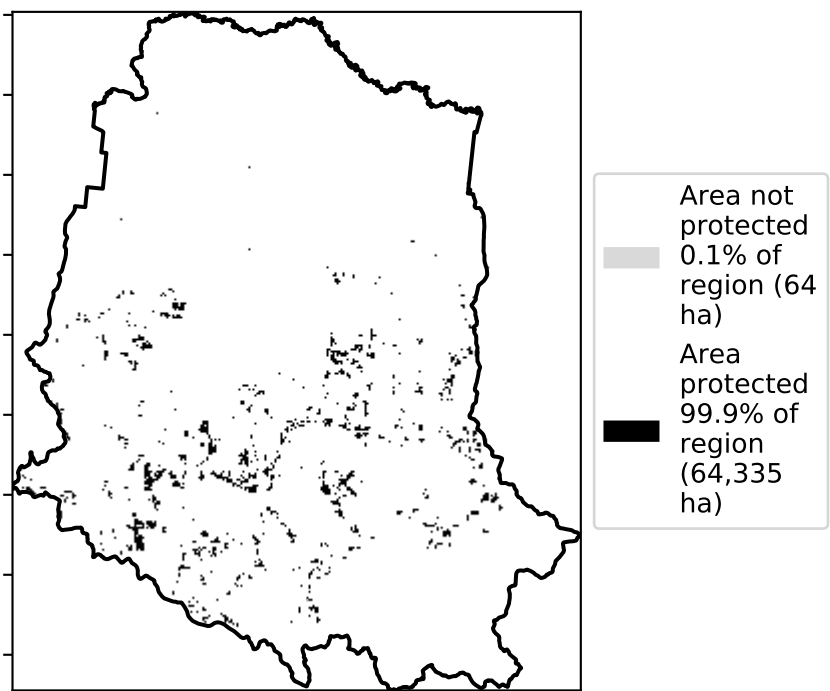 Area not
protected
0.1% of
region (64
ha)
Area
protected
99.9% of
region
(64,335
ha)